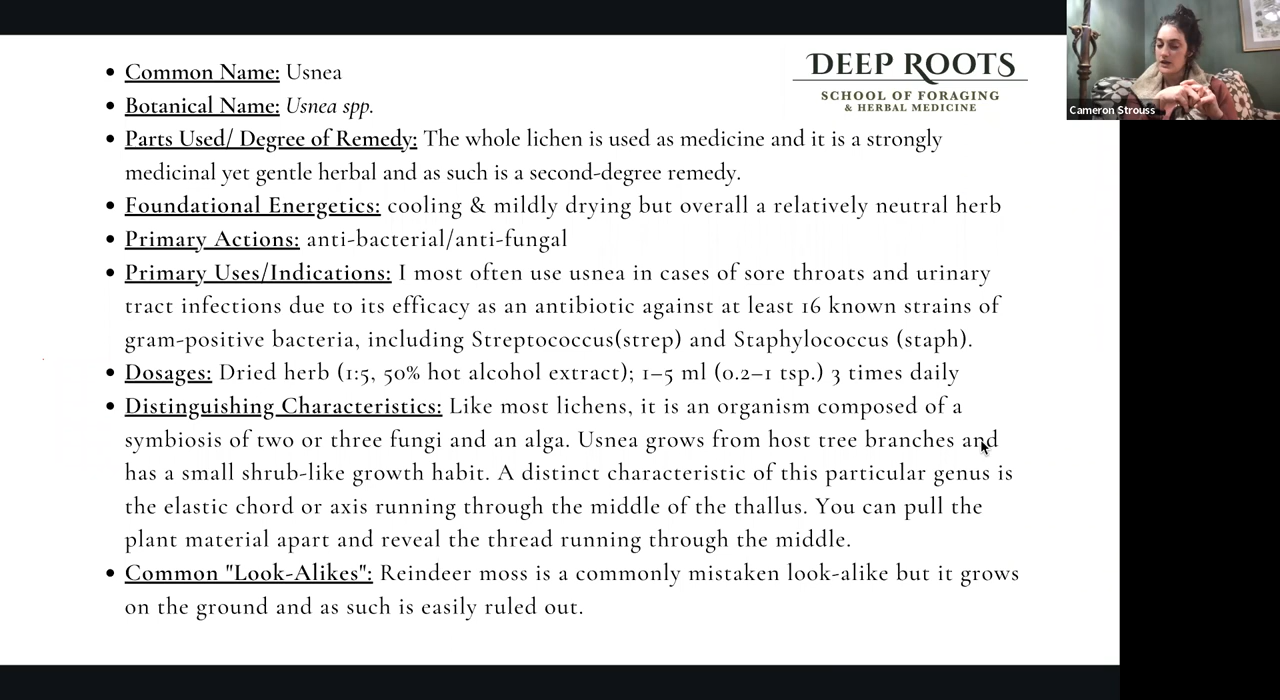 DEEP ROOTS
SCHOOL OF FORAGING
& HERBAL MEDICINE
Cameron Strouss
• Common Name: Usnea
• Botanical Name: Usnea spp.
• Parts Used/ Degree of Remedy: The whole lichen is used as medicine and it is a strongly
medicinal yet gentle herbal and as such is a second-degree remedy.
• Foundational Energetics: cooling & mildly drying but overall a relatively neutral herb
• Primary Actions: anti-bacterial/anti-fungal
• Primary Uses/Indications: I most often use usnea in cases of sore throats and urinary
tract infections due to its efficacy as an antibiotic against at least 16 known strains of
gram-positive bacteria, including Streptococcus(strep) and Staphylococcus (staph).
• Dosages: Dried herb (1:5, 50% hot alcohol extract); 1–5 ml (0.2–1 tsp.) 3 times daily
• Distinguishing Characteristics: Like most lichens, it is an organism composed of a
symbiosis of two or three fungi and an alga. Usnea grows from host tree branches and
has a small shrub-like growth habit. A distinct characteristic of this particular genus is
the elastic chord or axis running through the middle of the thallus. You can pull the
plant material apart and reveal the thread running through the middle.
• Common "Look-Alikes": Reindeer moss is a commonly mistaken look-alike but it grows
on the ground and as such is easily ruled out.